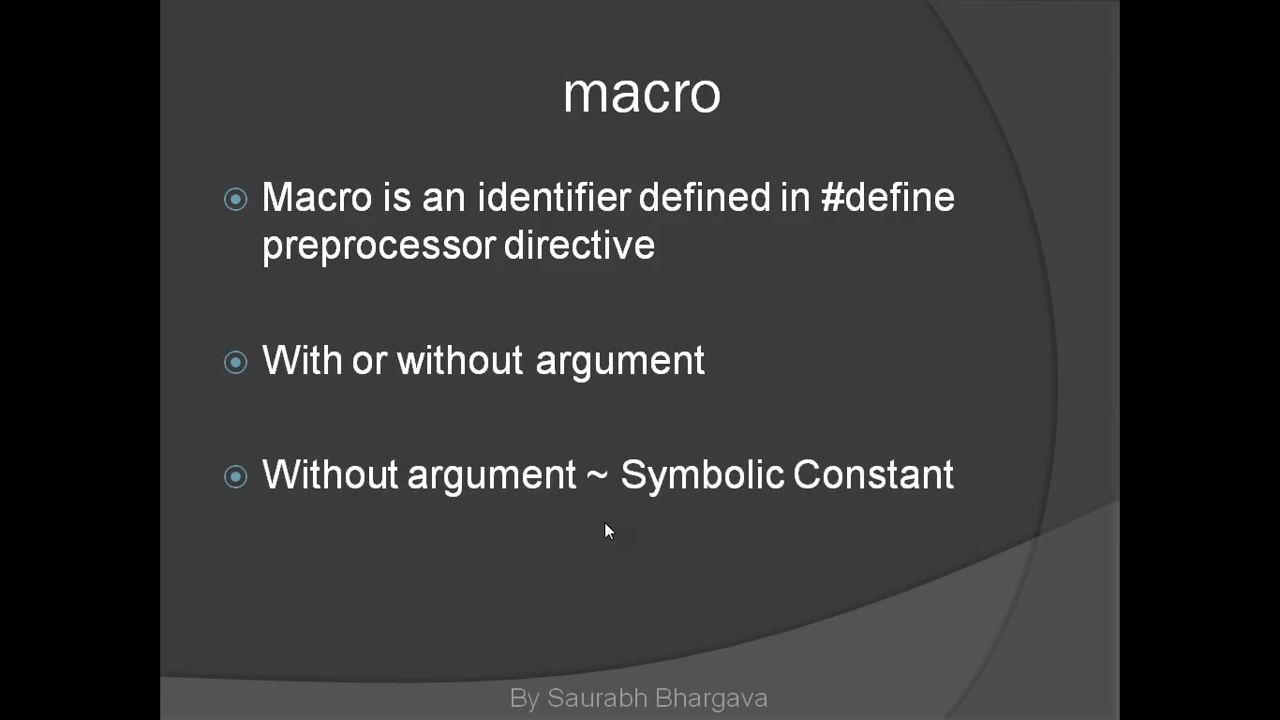 macro
Macro is an identifier defined in #define
preprocessor directive
With or without argument
Without argument ~ Symbolic Constant
By Saurabh Bhargava